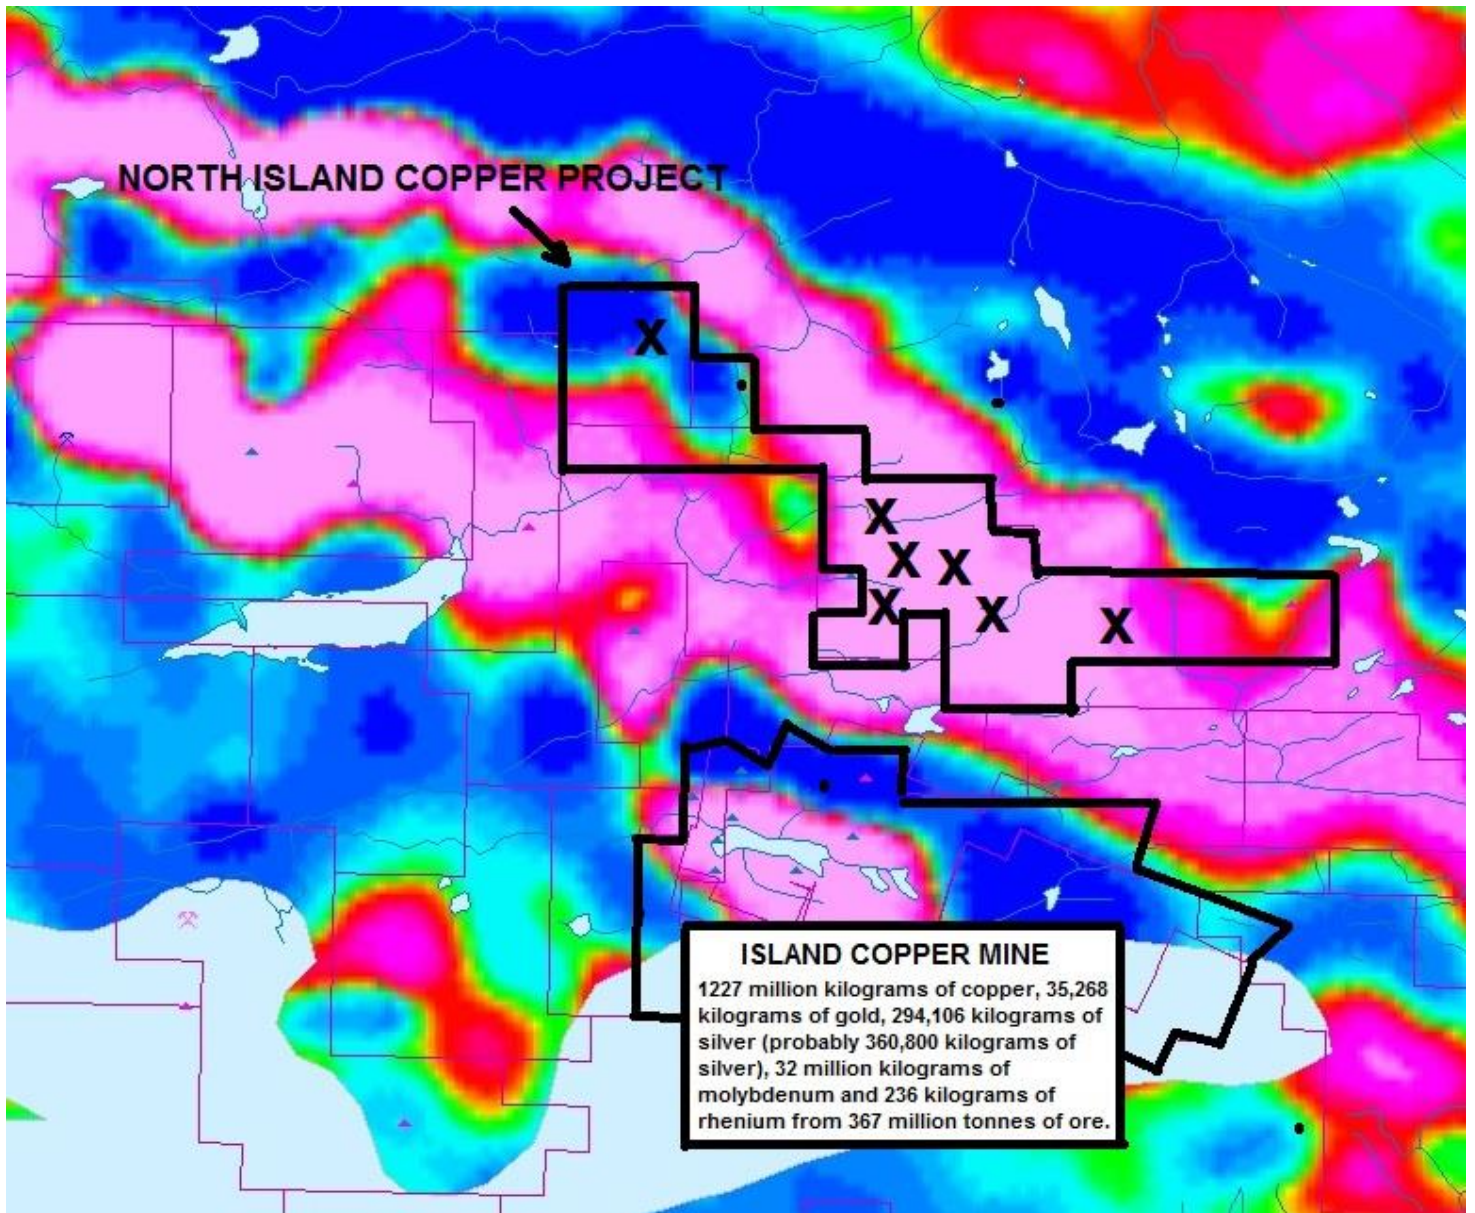 NORTH ISLAND COPPER PROJECT
X
X
X
X
X
X
X
ISLAND COPPER MINE
1227 million kilograms of copper, 35,268
kilograms of gold, 294,106 kilograms of
silver (probably 360,800 kilograms of
silver), 32 million kilograms of
molybdenum and 236 kilograms of
rhenium from 367 million tonnes of ore.